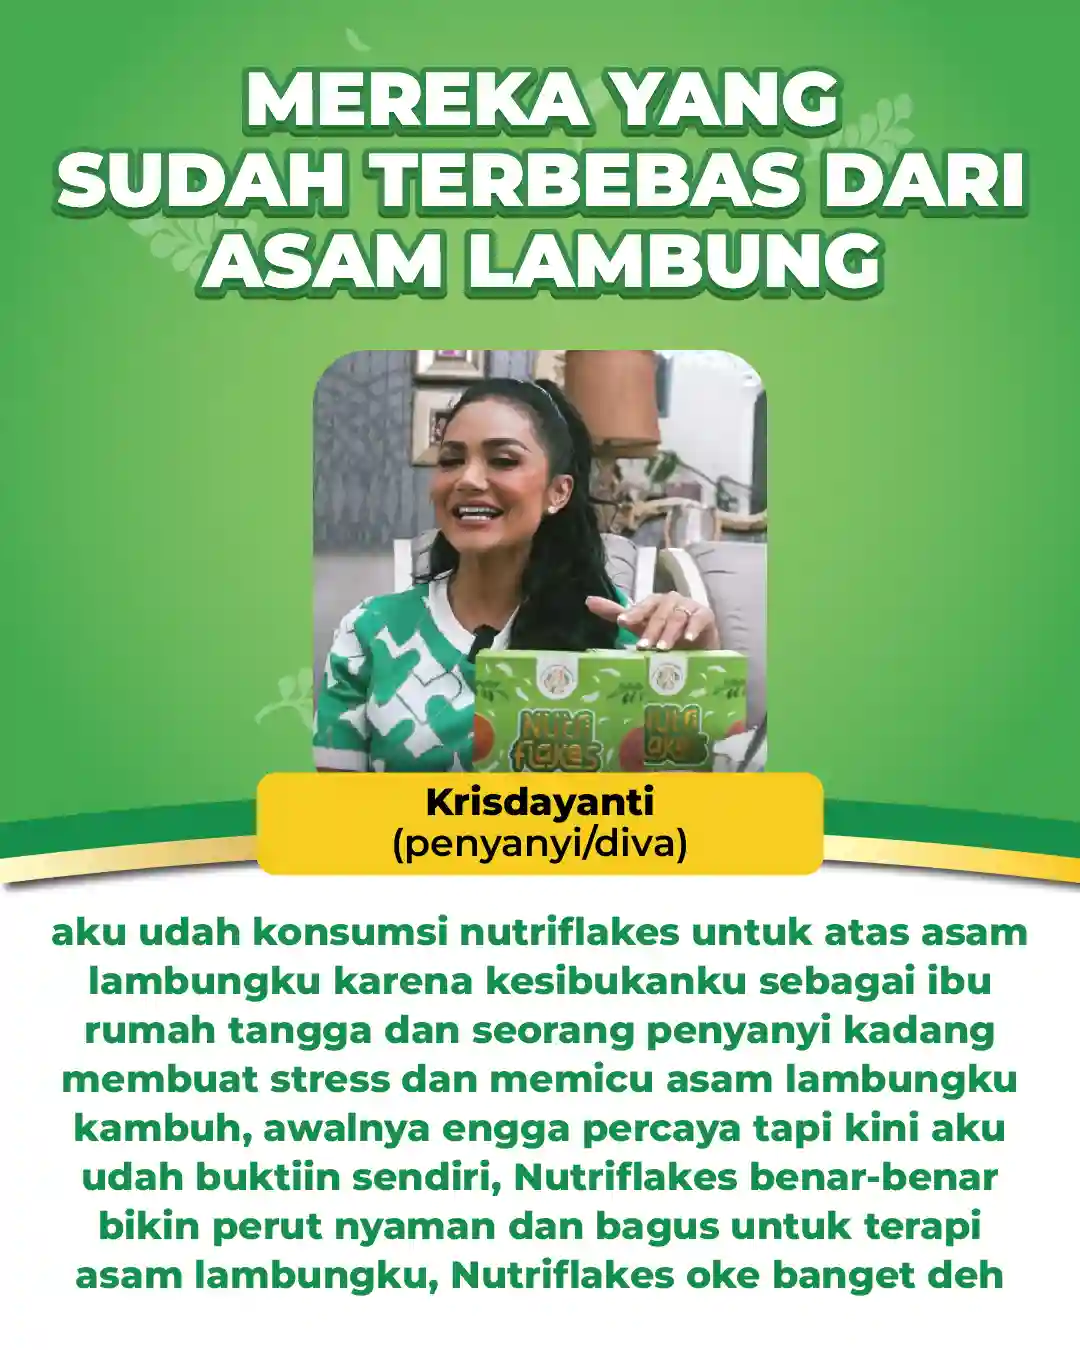 MEREKA YANG
SUDAH TERBEBAS DARI
ASAM LAMBUNG
Nutri
flakes
Krisdayanti
(penyanyi/diva)
aku udah konsumsi nutriflakes untuk atas asam
lambungku karena kesibukanku sebagai ibu
rumah tangga dan seorang penyanyi kadang
membuat stress dan memicu asam lambungku
kambuh, awalnya engga percaya tapi kini aku
udah buktiin sendiri, Nutriflakes benar-benar
bikin perut nyaman dan bagus untuk terapi
asam lambungku, Nutriflakes oke banget deh